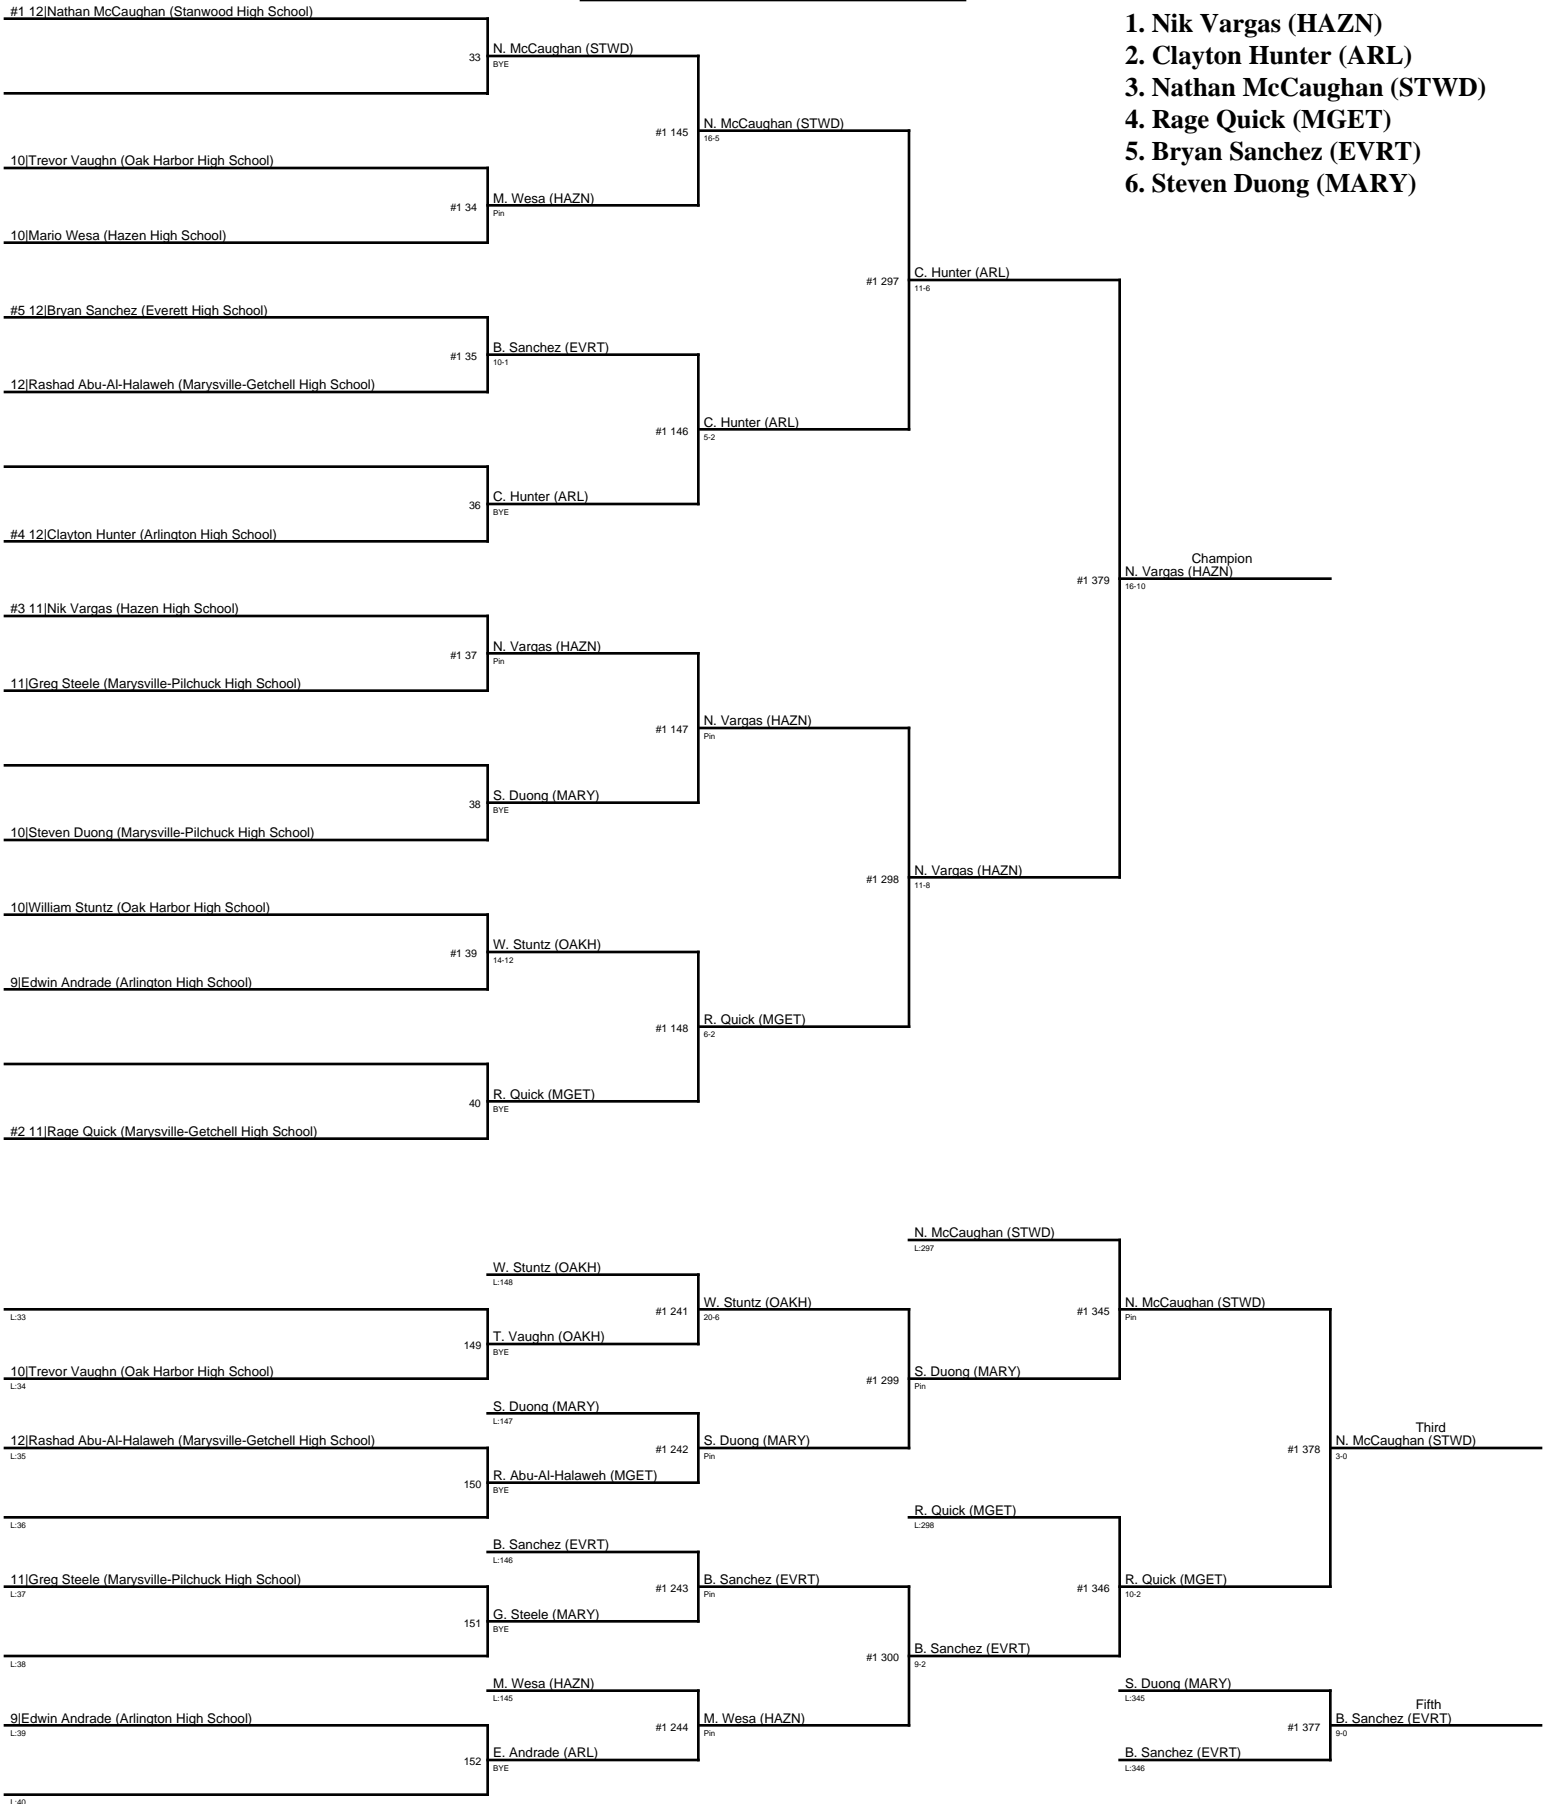 #1 12|Nathan McCaughan (Stanwood High School)
33
N. McCaughan (STWD)
BYE
#1 145
N. McCaughan (STWD)
16-5
10|Trevor Vaughn (Oak Harbor High School)
#1 34
M. Wesa (HAZN)
Pin
10|Mario Wesa (Hazen High School)
#1 297
C. Hunter (ARL)
11-6
#5 12|Bryan Sanchez (Everett High School)
#1 35
B. Sanchez (EVRT)
10-1
12|Rashad Abu-Al-Halaweh (Marysville-Getchell High School)
#1 146
C. Hunter (ARL)
5-2
36
C. Hunter (ARL)
BYE
#4 12|Clayton Hunter (Arlington High School)
#1 379
Champion
N. Vargas (HAZN)
16-10
#3 11|Nik Vargas (Hazen High School)
#1 37
N. Vargas (HAZN)
Pin
11|Greg Steele (Marysville-Pilchuck High School)
#1 147
N. Vargas (HAZN)
Pin
38
S. Duong (MARY)
BYE
10|Steven Duong (Marysville-Pilchuck High School)
#1 298
N. Vargas (HAZN)
11-8
10|William Stuntz (Oak Harbor High School)
#1 39
W. Stuntz (OAKH)
14-12
9|Edwin Andrade (Arlington High School)
#1 148
R. Quick (MGET)
6-2
40
R. Quick (MGET)
BYE
#2 11|Rage Quick (Marysville-Getchell High School)
1. Nik Vargas (HAZN)
2. Clayton Hunter (ARL)
3. Nathan McCaughan (STWD)
4. Rage Quick (MGET)
5. Bryan Sanchez (EVRT)
6. Steven Duong (MARY)
N. McCaughan (STWD)
L:297
W. Stuntz (OAKH)
L:148
L:33
#1 241
W. Stuntz (OAKH)
20-6
#1 345
N. McCaughan (STWD)
Pin
149
T. Vaughn (OAKH)
BYE
10|Trevor Vaughn (Oak Harbor High School)
L:34
#1 299
S. Duong (MARY)
Pin
S. Duong (MARY)
L:147
12|Rashad Abu-Al-Halaweh (Marysville-Getchell High School)
L:35
#1 242
S. Duong (MARY)
Pin
#1 378
Third
N. McCaughan (STWD)
3-0
150
R. Abu-Al-Halaweh (MGET)
BYE
L:36
R. Quick (MGET)
L:298
B. Sanchez (EVRT)
L:146
11|Greg Steele (Marysville-Pilchuck High School)
L:37
#1 243
B. Sanchez (EVRT)
Pin
#1 346
R. Quick (MGET)
10-2
151
G. Steele (MARY)
BYE
L:38
#1 300
B. Sanchez (EVRT)
9-2
M. Wesa (HAZN)
L:145
S. Duong (MARY)
L:345
9|Edwin Andrade (Arlington High School)
L:39
#1 244
M. Wesa (HAZN)
Pin
#1 377
Fifth
B. Sanchez (EVRT)
9-0
152
E. Andrade (ARL)
BYE
B. Sanchez (EVRT)
L:346
L:40